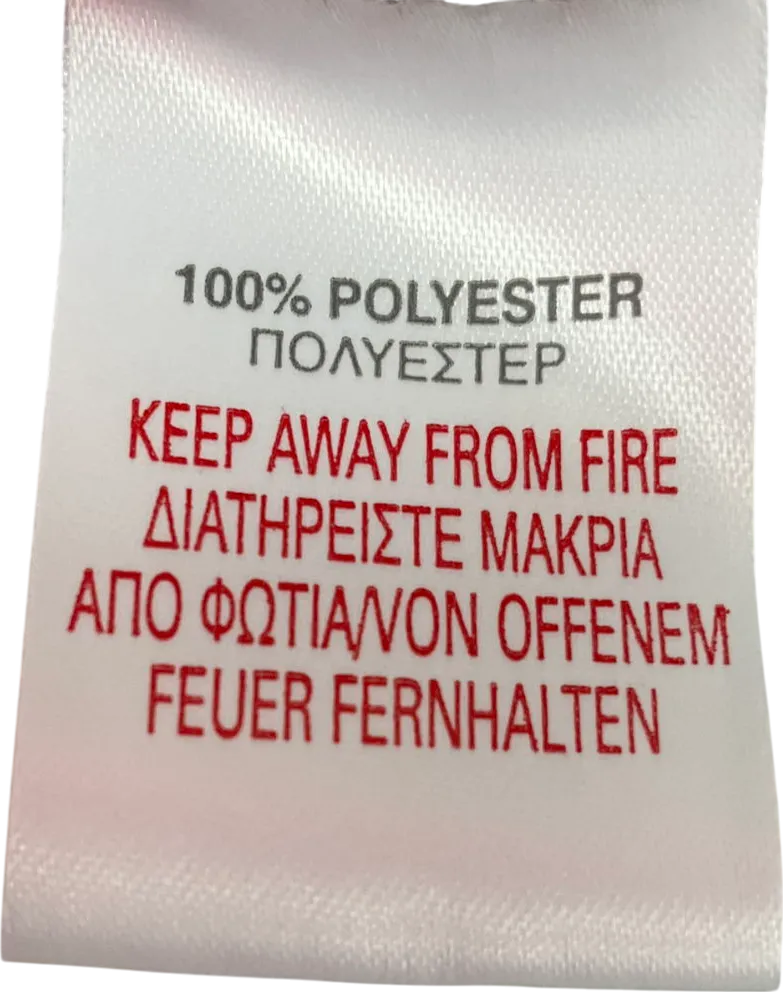 100% POLYESTER
ΠΟΛΥΕΣΤΕΡ
KEEP AWAY FROM FIRE
ΔΙΑΤΗΡΕΙΣΤΕ ΜΑΚΡΙΑ
ΑΠΟ ΦΩΤΙΑ/VON OFFENEM
FEUER FERNHALTEN